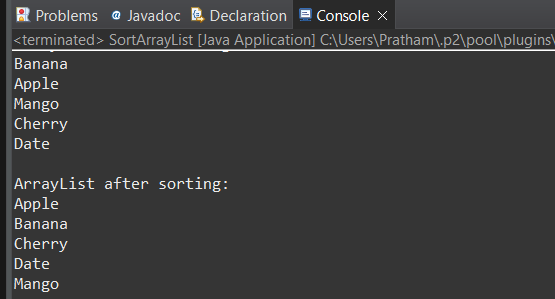 Problems @ Javadoc Declaration Console
<terminated> SortArrayList [Java Application] C:\Users\Pratham\.p2\pool\plugins\
Banana
Apple
Mango
Cherry
Date
ArrayList after sorting:
Apple
Banana
Cherry
Date
Mango